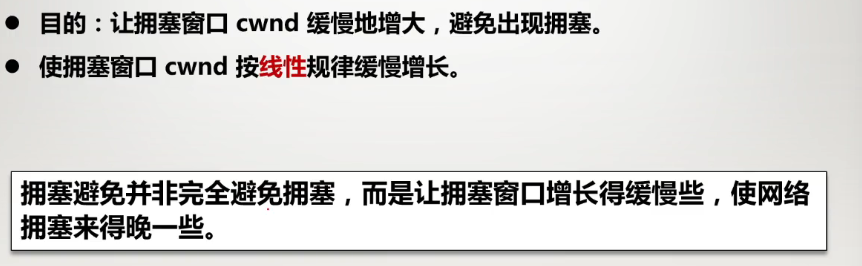 ● 目的：让拥塞窗口 cwnd 缓慢地增大，避免出现拥塞。
● 使拥塞窗口 cwnd 按线性规律缓慢增长。
拥塞避免并非完全避免拥塞，而是让拥塞窗口增长得缓慢些，使网络
拥塞来得晚一些。